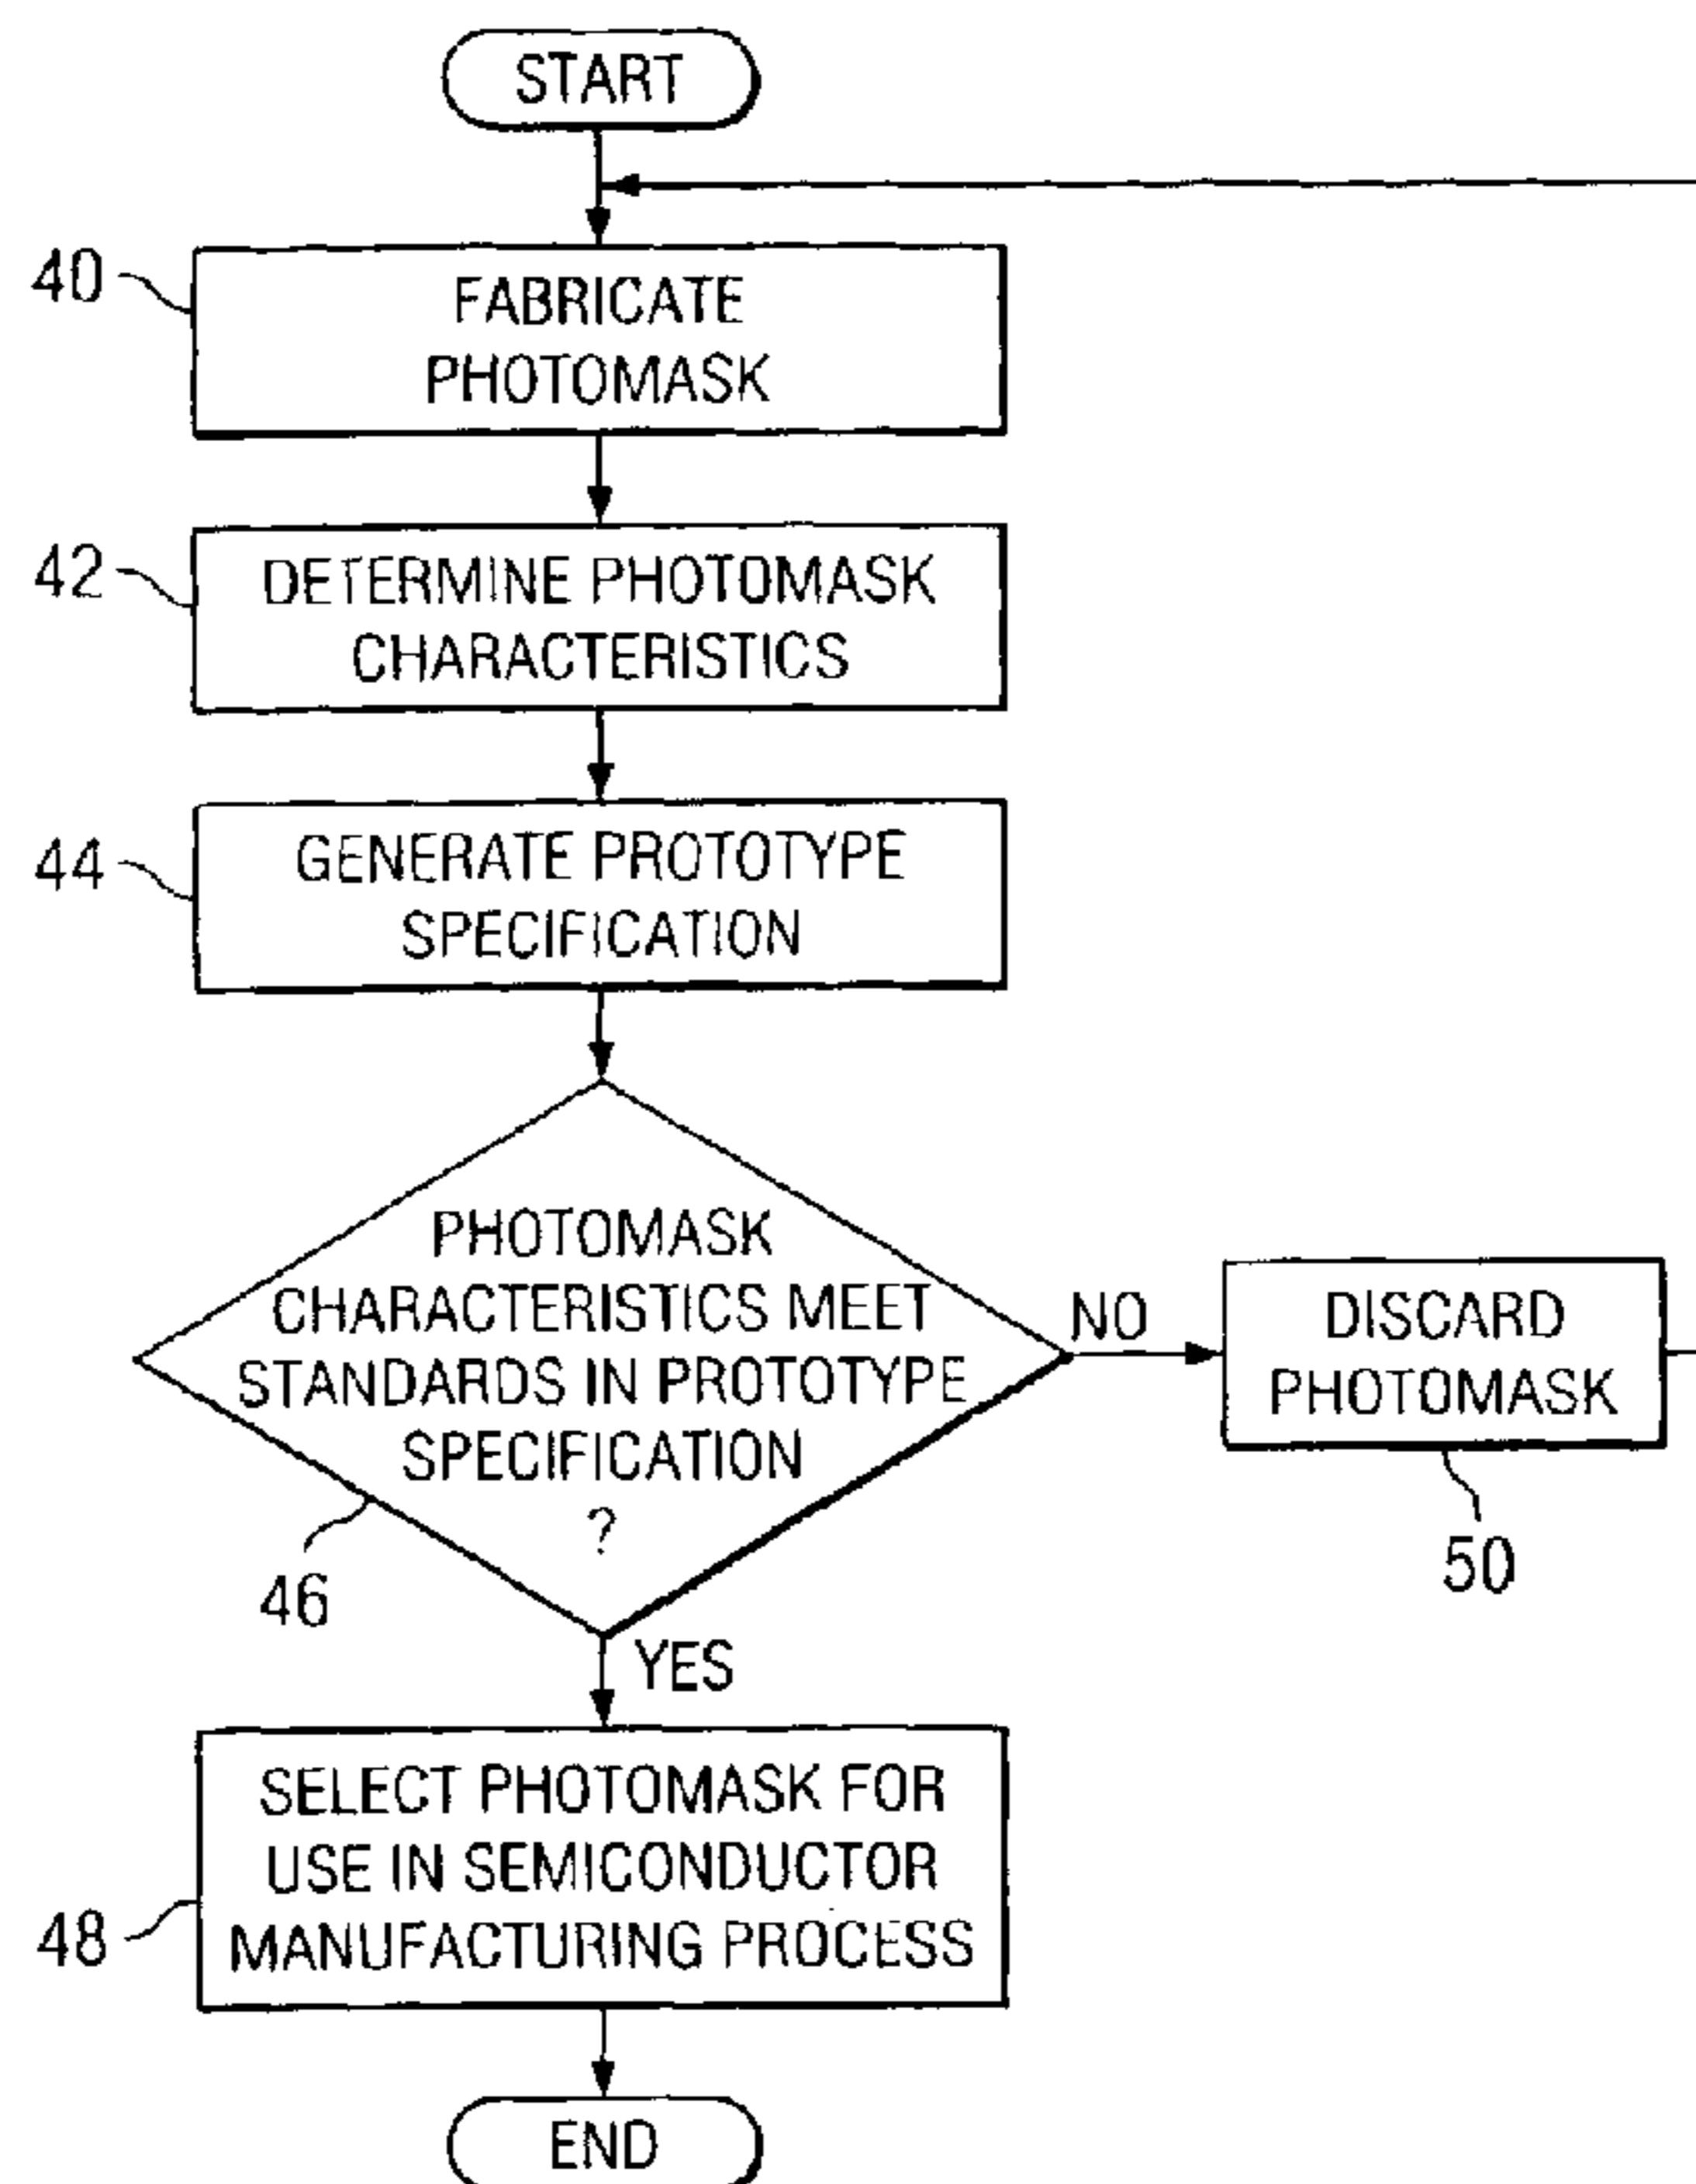 START
40
FABRICATE
PHOTOMASK
42
DETERMINE PHOTOMASK
CHARACTERISTICS
44
GENERATE PROTOTYPE
SPECIFICATION
PHOTOMASK
CHARACTERISTICS MEET
STANDARDS IN PROTOTYPE
SPECIFICATION
?
46
NO
DISCARD
PHOTOMASK
50
YES
SELECT PHOTOMASK FOR
USE IN SEMICONDUCTOR
MANUFACTURING PROCESS
48
END